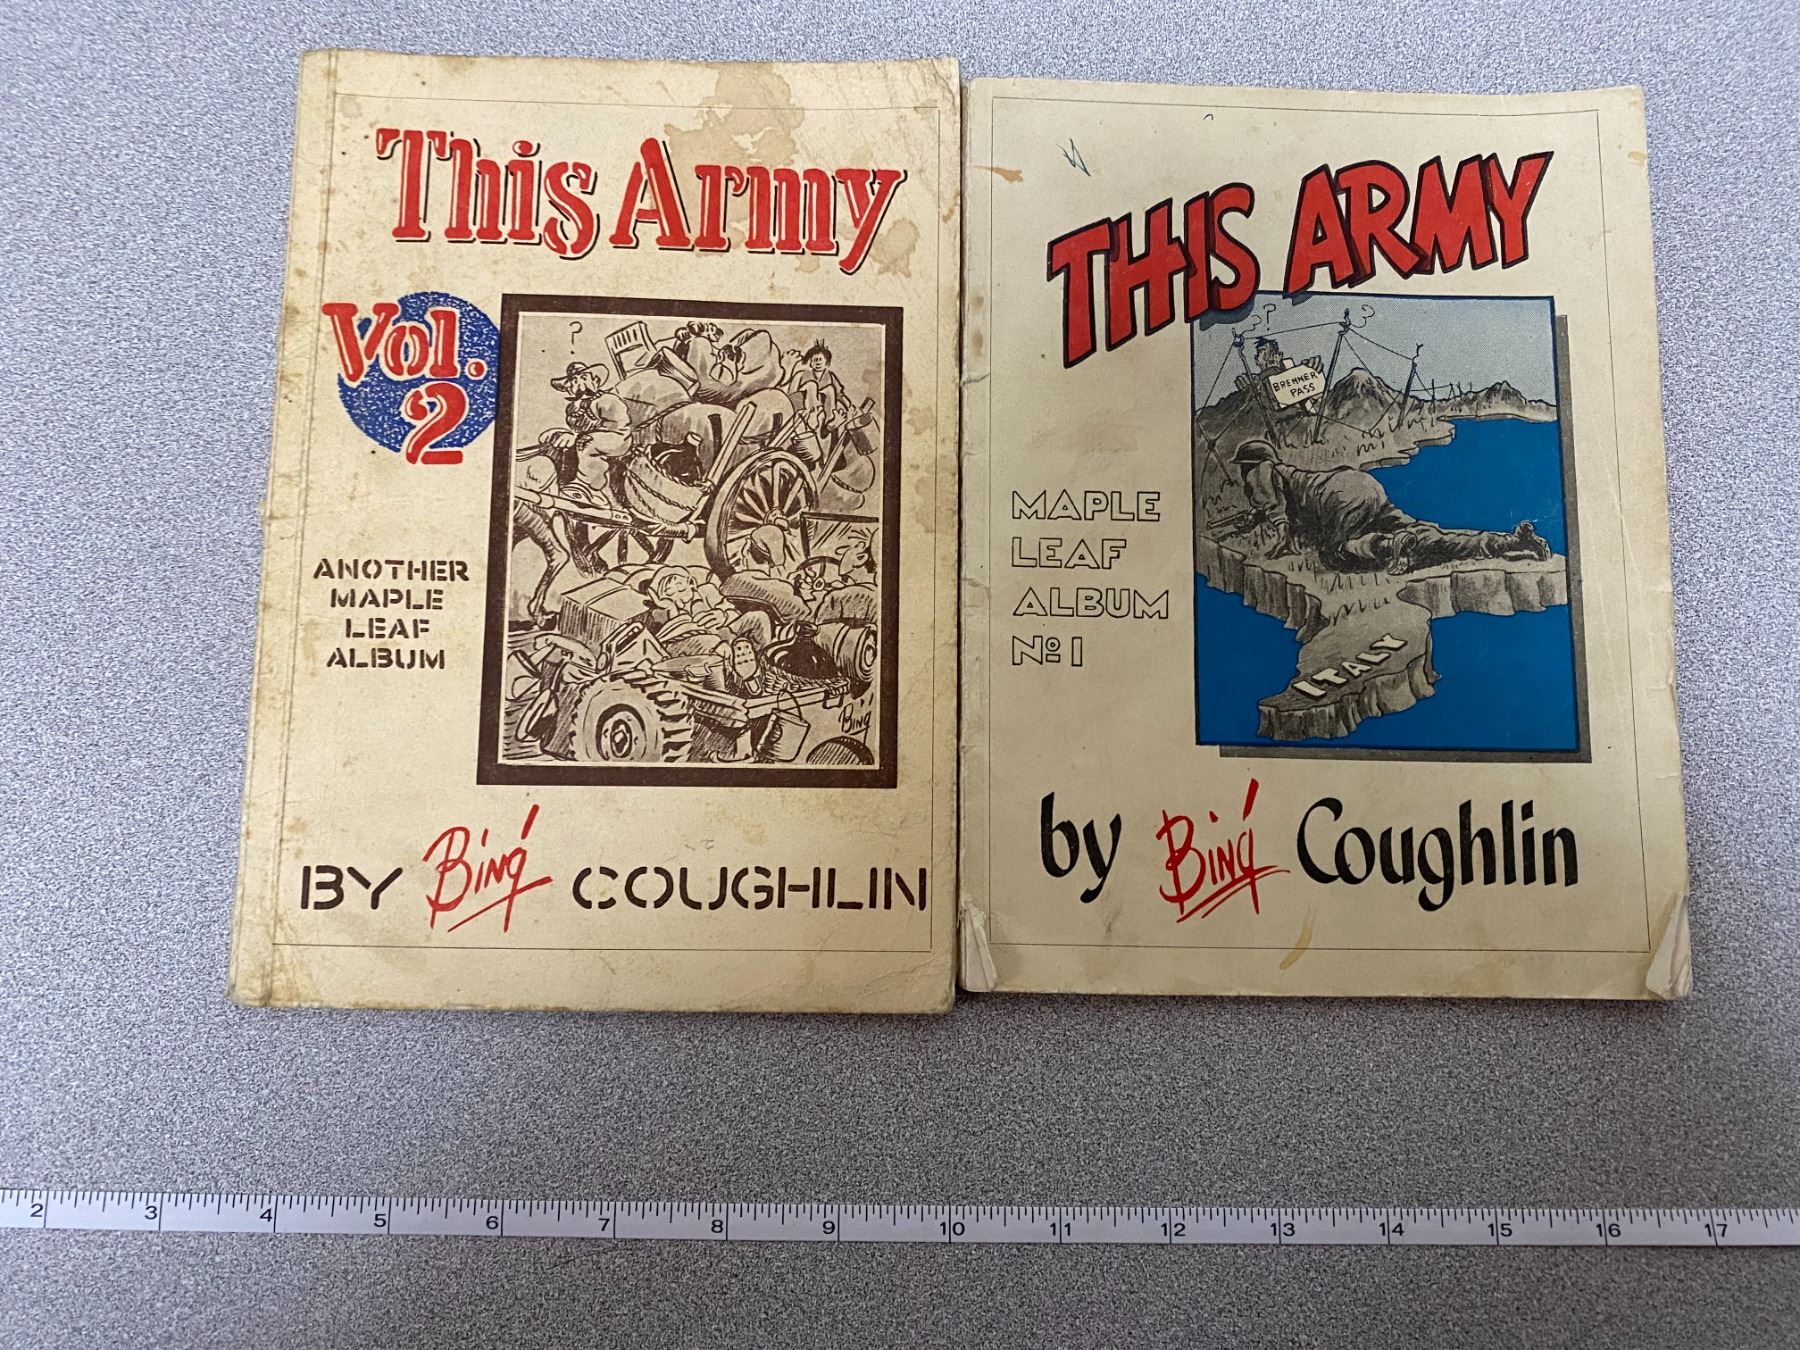 This Army
Vol.
2
?
ANOTHER
MAPLE
LEAF
ALBUM
Bing
BY Bing COUGHLIN
THIS ARMY
? ? ?
BRENNER
PASS
MAPLE
LEAF
ALBUM
Nº 1
ITALY
by Bing Coughlin
2 3 4 5 6 7 8 9 10 11 12 13 14 15 16 17